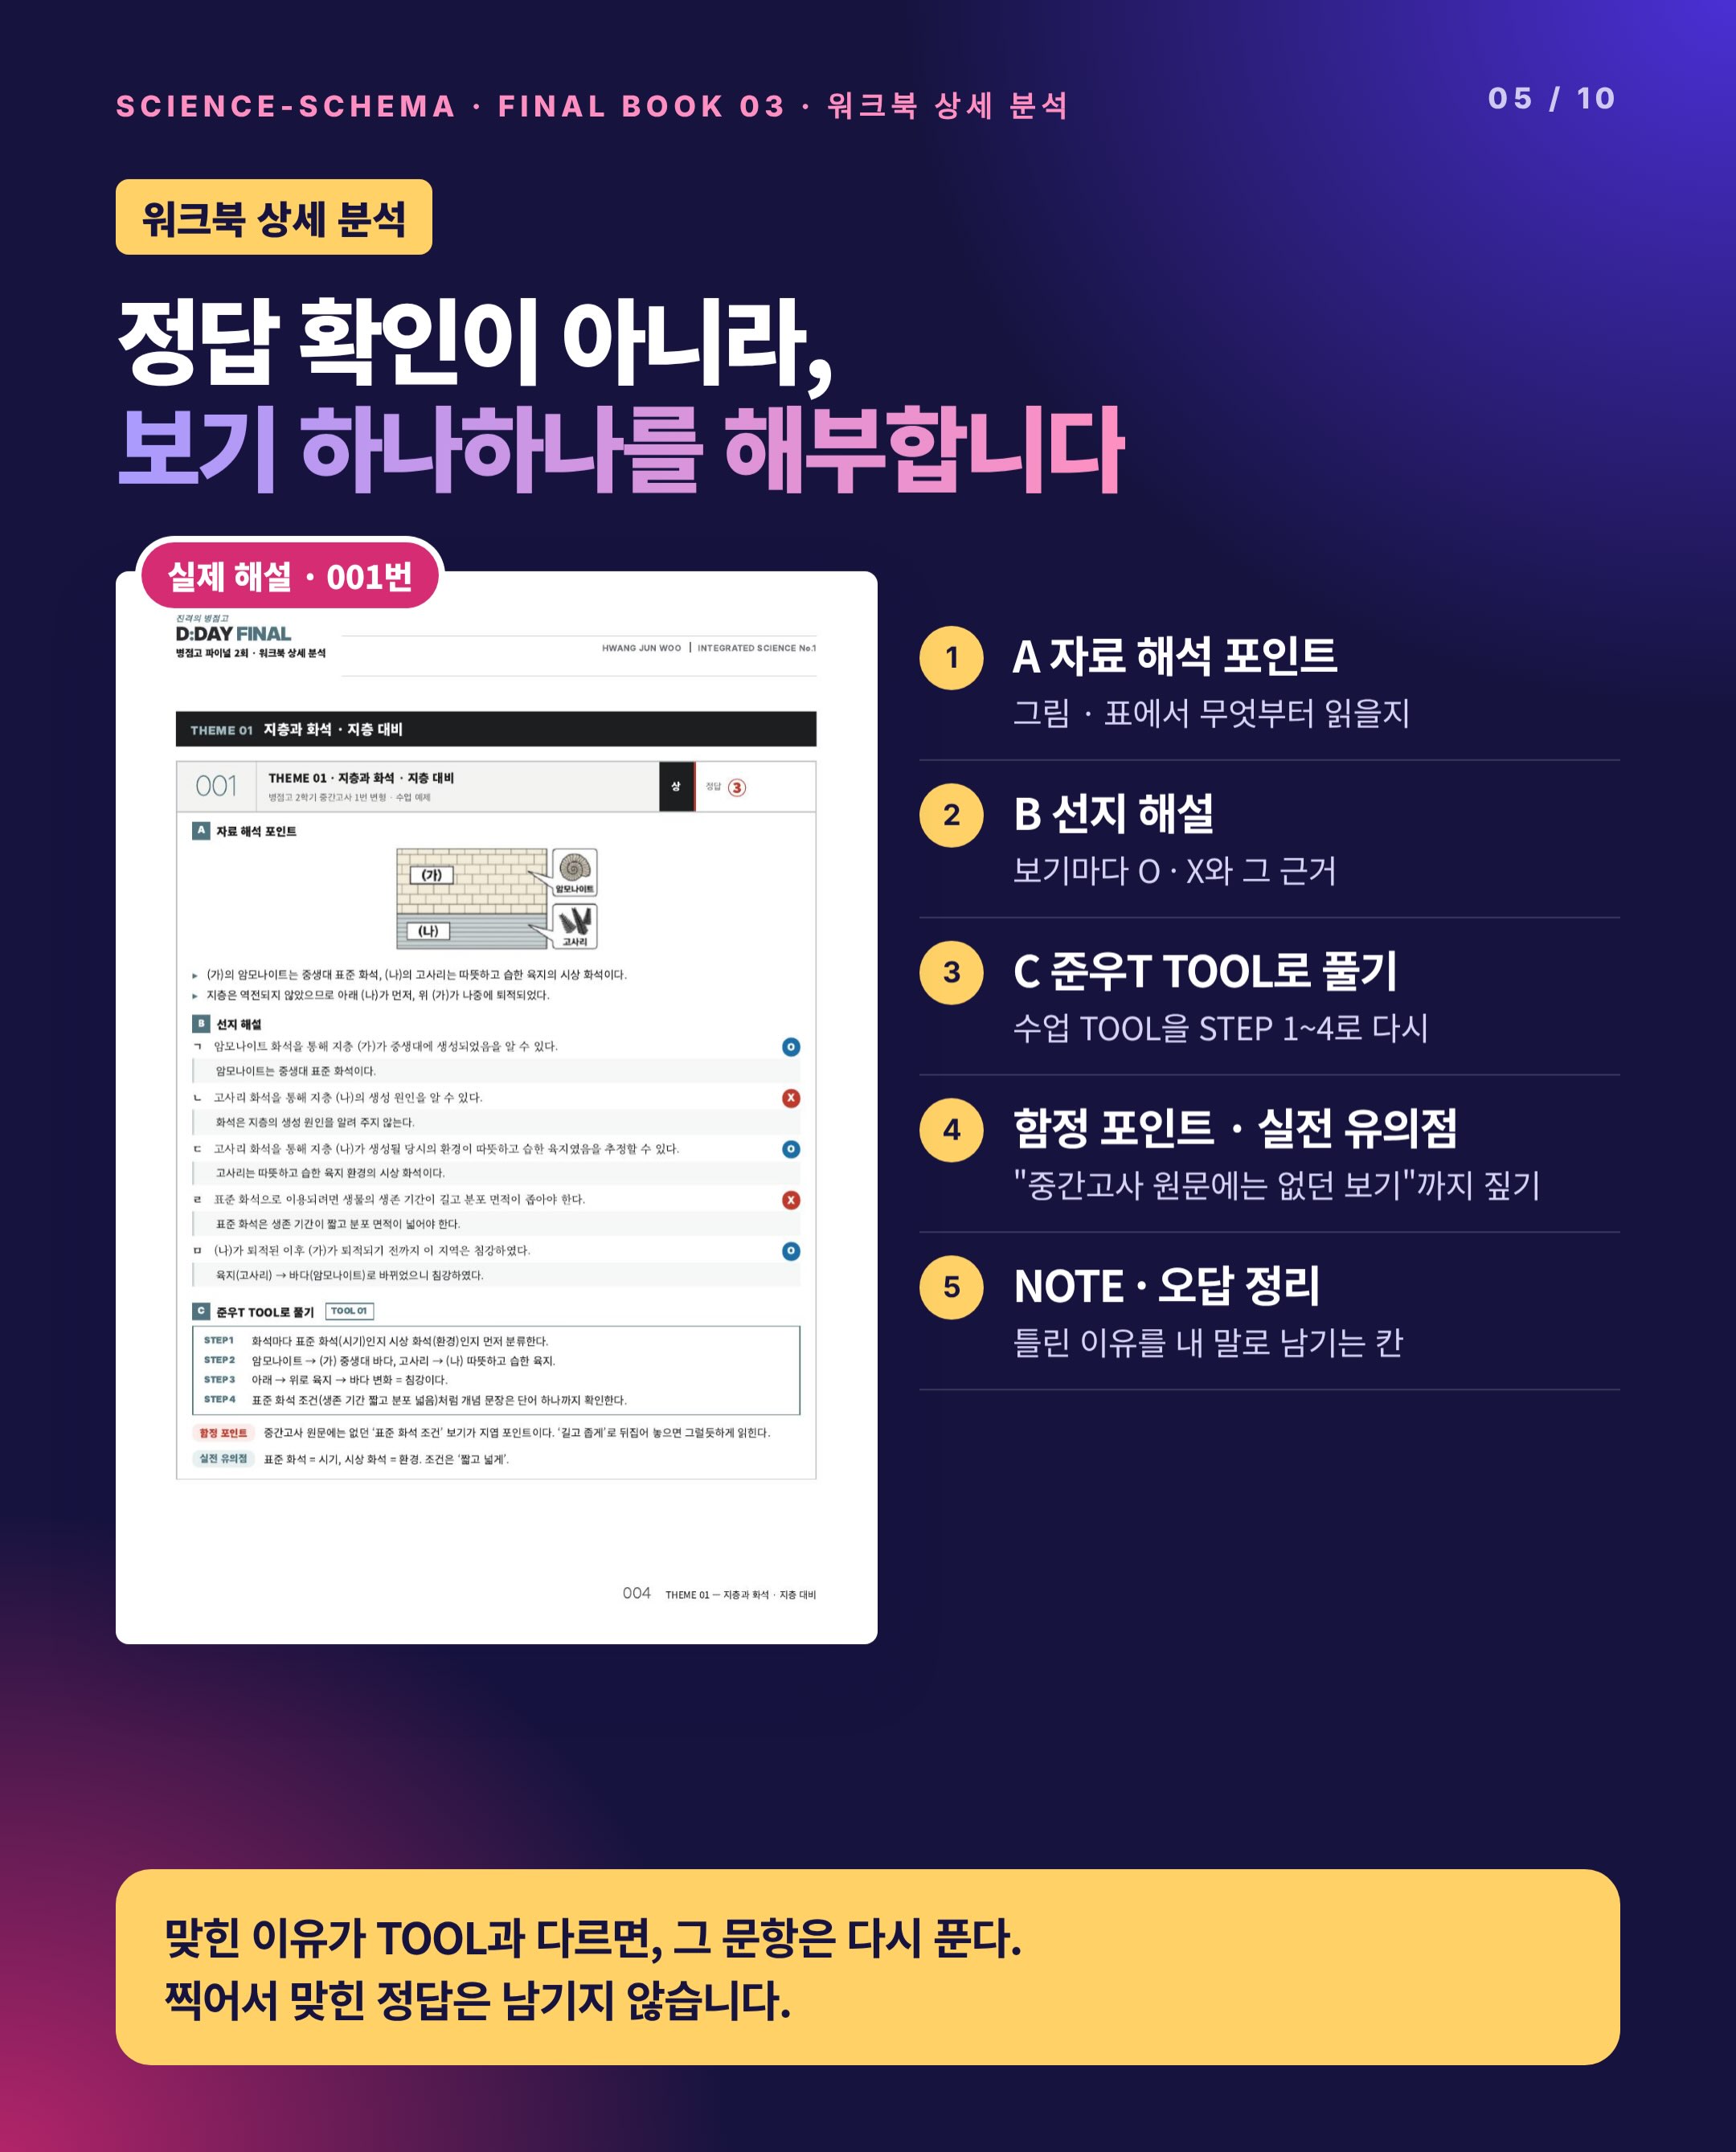 SCIENCE-SCHEMA · FINAL BOOK 03 · 워크북 상세 분석
05 / 10
워크북 상세 분석
정답 확인이 아니라,
보기 하나하나를 해부합니다
실제 해설 · 001번
진격의 병점고
D:DAY FINAL
병점고 파이널 2회 · 워크북 상세 분석
HWANG JUN WOO | INTEGRATED SCIENCE No.1
THEME 01 지층과 화석 · 지층 대비
001
THEME 01 · 지층과 화석 · 지층 대비
병점고 2학기 중간고사 1번 변형 · 수업 예제
상
정답 ③
A 자료 해석 포인트
(가)
암모나이트
(나)
고사리
▸ (가)의 암모나이트는 중생대 표준 화석, (나)의 고사리는 따뜻하고 습한 육지의 시상 화석이다.
▸ 지층은 역전되지 않았으므로 아래 (나)가 먼저, 위 (가)가 나중에 퇴적되었다.
B 선지 해설
ㄱ 암모나이트 화석을 통해 지층 (가)가 중생대에 생성되었음을 알 수 있다. O
암모나이트는 중생대 표준 화석이다.
ㄴ 고사리 화석을 통해 지층 (나)의 생성 원인을 알 수 있다. X
화석은 지층의 생성 원인을 알려 주지 않는다.
ㄷ 고사리 화석을 통해 지층 (나)가 생성될 당시의 환경이 따뜻하고 습한 육지였음을 추정할 수 있다. O
고사리는 따뜻하고 습한 육지 환경의 시상 화석이다.
ㄹ 표준 화석으로 이용되려면 생물의 생존 기간이 길고 분포 면적이 좁아야 한다. X
표준 화석은 생존 기간이 짧고 분포 면적이 넓어야 한다.
ㅁ (나)가 퇴적된 이후 (가)가 퇴적되기 전까지 이 지역은 침강하였다. O
육지(고사리) → 바다(암모나이트)로 바뀌었으니 침강하였다.
C 준우T TOOL로 풀기 TOOL 01
STEP 1 화석마다 표준 화석(시기)인지 시상 화석(환경)인지 먼저 분류한다.
STEP 2 암모나이트 → (가) 중생대 바다, 고사리 → (나) 따뜻하고 습한 육지.
STEP 3 아래 → 위로 육지 → 바다 변화 = 침강이다.
STEP 4 표준 화석 조건(생존 기간 짧고 분포 넓음)처럼 개념 문장은 단어 하나까지 확인한다.
함정 포인트 중간고사 원문에는 없던 '표준 화석 조건' 보기가 지엽 포인트이다. '길고 좁게'로 뒤집어 놓으면 그럴듯하게 읽힌다.
실전 유의점 표준 화석 = 시기, 시상 화석 = 환경. 조건은 '짧고 넓게'.
004 THEME 01 — 지층과 화석 · 지층 대비
1 A 자료 해석 포인트
그림 · 표에서 무엇부터 읽을지
2 B 선지 해설
보기마다 O · X와 그 근거
3 C 준우T TOOL로 풀기
수업 TOOL을 STEP 1~4로 다시
4 함정 포인트 · 실전 유의점
"중간고사 원문에는 없던 보기"까지 짚기
5 NOTE · 오답 정리
틀린 이유를 내 말로 남기는 칸
맞힌 이유가 TOOL과 다르면, 그 문항은 다시 푼다.
찍어서 맞힌 정답은 남기지 않습니다.